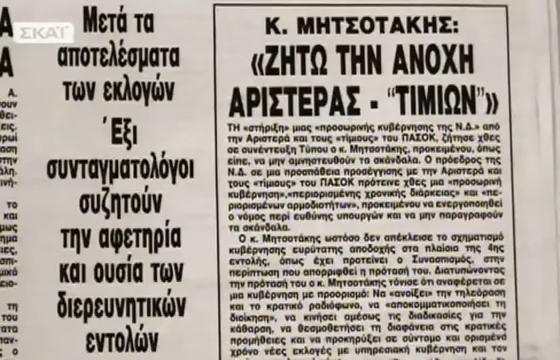 ΣΚΑΪ
Μετά τα
αποτελέσματα
των εκλογών
Έξι
συνταγματολόγοι
συζητούν
την αφετηρία
και ουσία των
διερευνητικών
εντολών
Κ. ΜΗΤΣΟΤΑΚΗΣ:
«ΖΗΤΩ ΤΗΝ ΑΝΟΧΗ
ΑΡΙΣΤΕΡΑΣ - "ΤΙΜΙΩΝ"»
ΤΗ «στήριξη» μιας «προσωρινής κυβέρνησης της Ν.Δ.» από
την Αριστερά και τους «τίμους» του ΠΑΣΟΚ, ζήτησε χθες
σε συνέντευξη Τύπου ο κ. Μητσοτάκης, προκειμένου, όπως
είπε, να μην αμνηστευθούν τα σκάνδαλα. Ο πρόεδρος της
Ν.Δ. σε μια προσπάθεια προσέγγισης με την Αριστερά και
τους «τίμους» του ΠΑΣΟΚ πρότεινε χθες μια «προσωρινή
κυβέρνηση», «περιορισμένης χρονικής διάρκειας» και «πε-
ριορισμένων αρμοδιοτήτων», προκειμένου να ενεργοποιηθεί
ο νόμος περί ευθύνης υπουργών και να μην παραγραφούν
τα σκάνδαλα.
Ο κ. Μητσοτάκης ωστόσο δεν απέκλεισε το σχηματισμό
κυβέρνησης ευρύτατης αποδοχής στα πλαίσια της 4ης
εντολής, όπως έχει προτείνει ο Συνασπισμός, στην
περίπτωση που απορριφθεί η πρότασή του. Διατυπώνοντας
την πρότασή του ο κ. Μητσοτάκης τόνισε ότι αναφέρεται σε
μια κυβέρνηση με προορισμό: Να «ανοίξει» την τηλεόραση
και το κρατικό ραδιόφωνο, να «αποκομματικοποιήσει τη
διοίκηση», να κινήσει αμέσως τις διαδικασίες για την
κάθαρση, να θεσμοθετήσει τη διαφάνεια στις κρατικές
προμήθειες και να προκηρύξει σε σύντομο και ορισμένο
χρόνο νέες εκλογές με υπηρεσιακή κυβέρνηση και τον